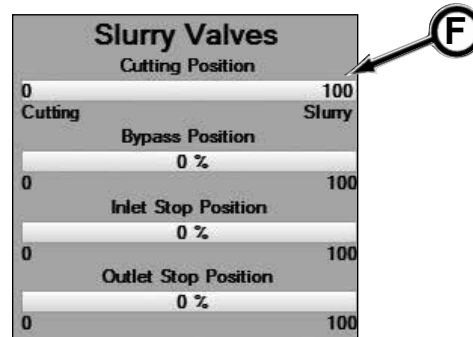 Slurry Valves
F
Cutting Position
0 100
Cutting Slurry
Bypass Position
0 %
0 100
Inlet Stop Position
0 %
0 100
Outlet Stop Position
0 %
0 100